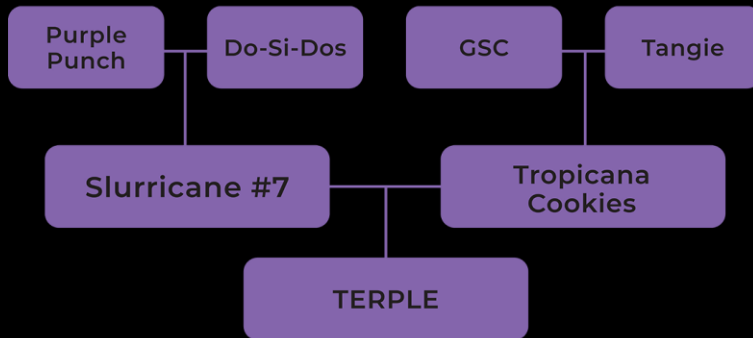 Purple
Punch
Do-Si-Dos
GSC
Tangie
Slurricane #7
Tropicana
Cookies
TERPLE